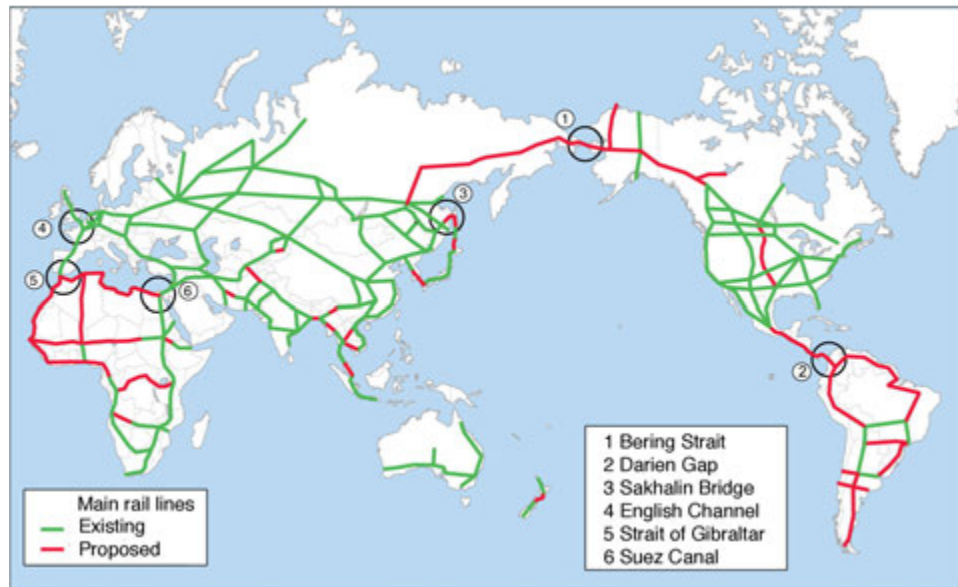 1
3
4
5
6
2
1 Bering Strait
2 Darien Gap
3 Sakhalin Bridge
4 English Channel
5 Strait of Gibraltar
6 Suez Canal
Main rail lines
Existing
Proposed